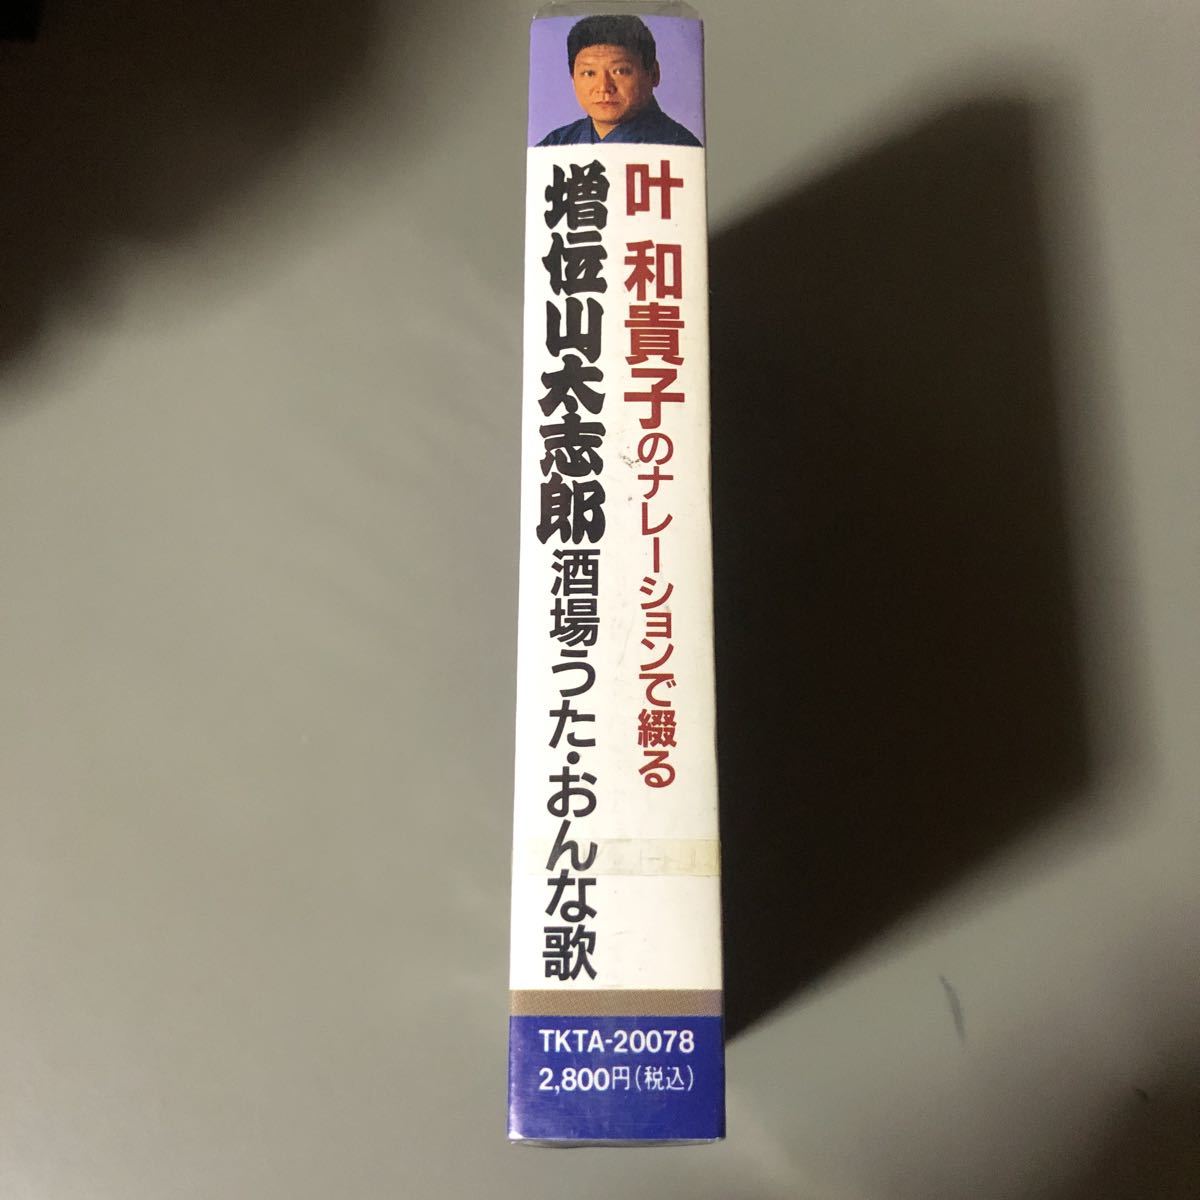 叶 和貴子のナレーションで綴る
増位山太志郎 酒場うた・おんな歌
TKTA-20078
2,800円(税込)